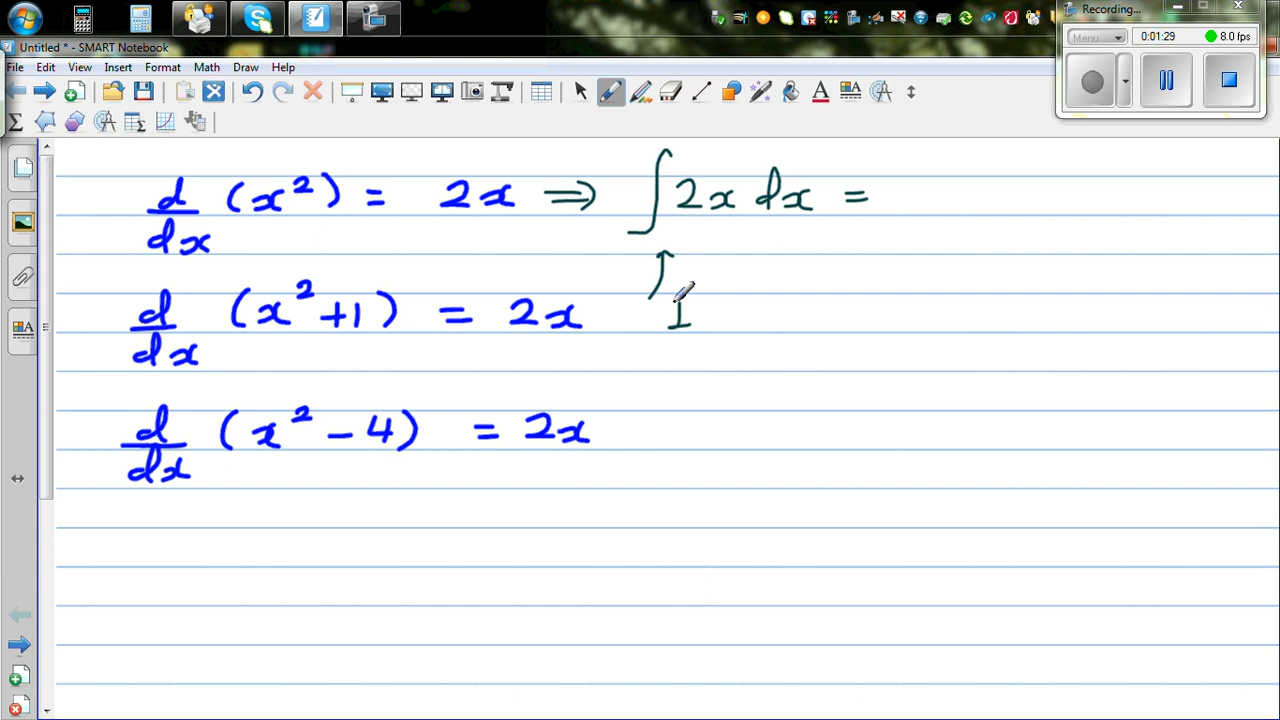 Recording...
Menu
0:01:29
8.0 fps
Untitled * - SMART Notebook
File Edit View Insert Format Math Draw Help
d/dx (x²) = 2x ⇒ ∫ 2x dx =
↑
I
d/dx (x²+1) = 2x
d/dx (x²-4) = 2x